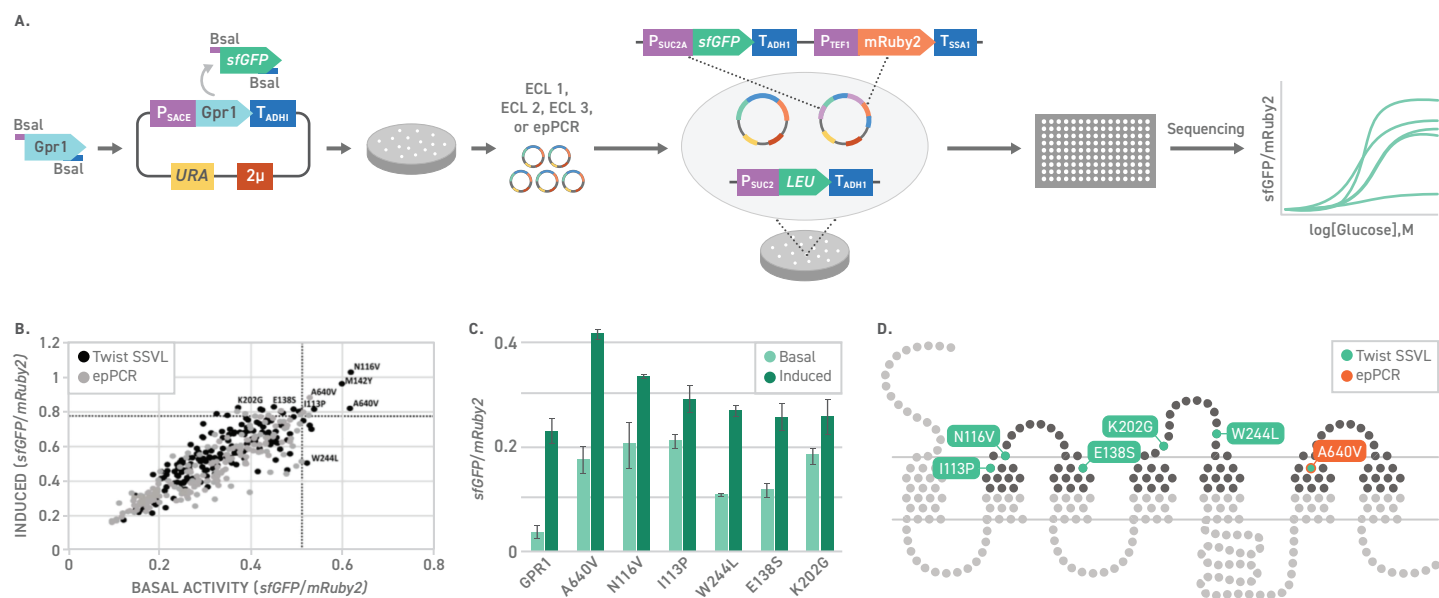 A.
BsaI
sfGFP
BsaI
BsaI
Gpr1
BsaI
PSACE Gpr1 TADHI
URA 2µ
ECL 1,
ECL 2, ECL 3,
or epPCR
PSUC2A sfGFP TADH1 PTEF1 mRuby2 TSSA1
PSUC2 LEU TADH1
Sequencing
sfGFP/mRuby2
log[Glucose],M
B.
INDUCED (sfGFP/mRuby2)
1.2
1
0.8
0.6
0.4
0.2
0
0 0.2 0.4 0.6 0.8
BASAL ACTIVITY (sfGFP/mRuby2)
Twist SSVL
epPCR
N116V
M142Y
A640V
K202G E138S I113P A640V
W244L
C.
sfGFP/mRuby2
0.4
0.2
0
Basal
Induced
GPR1 A640V N116V I113P W244L E138S K202G
D.
Twist SSVL
epPCR
N116V
I113P
E138S
K202G
W244L
A640V